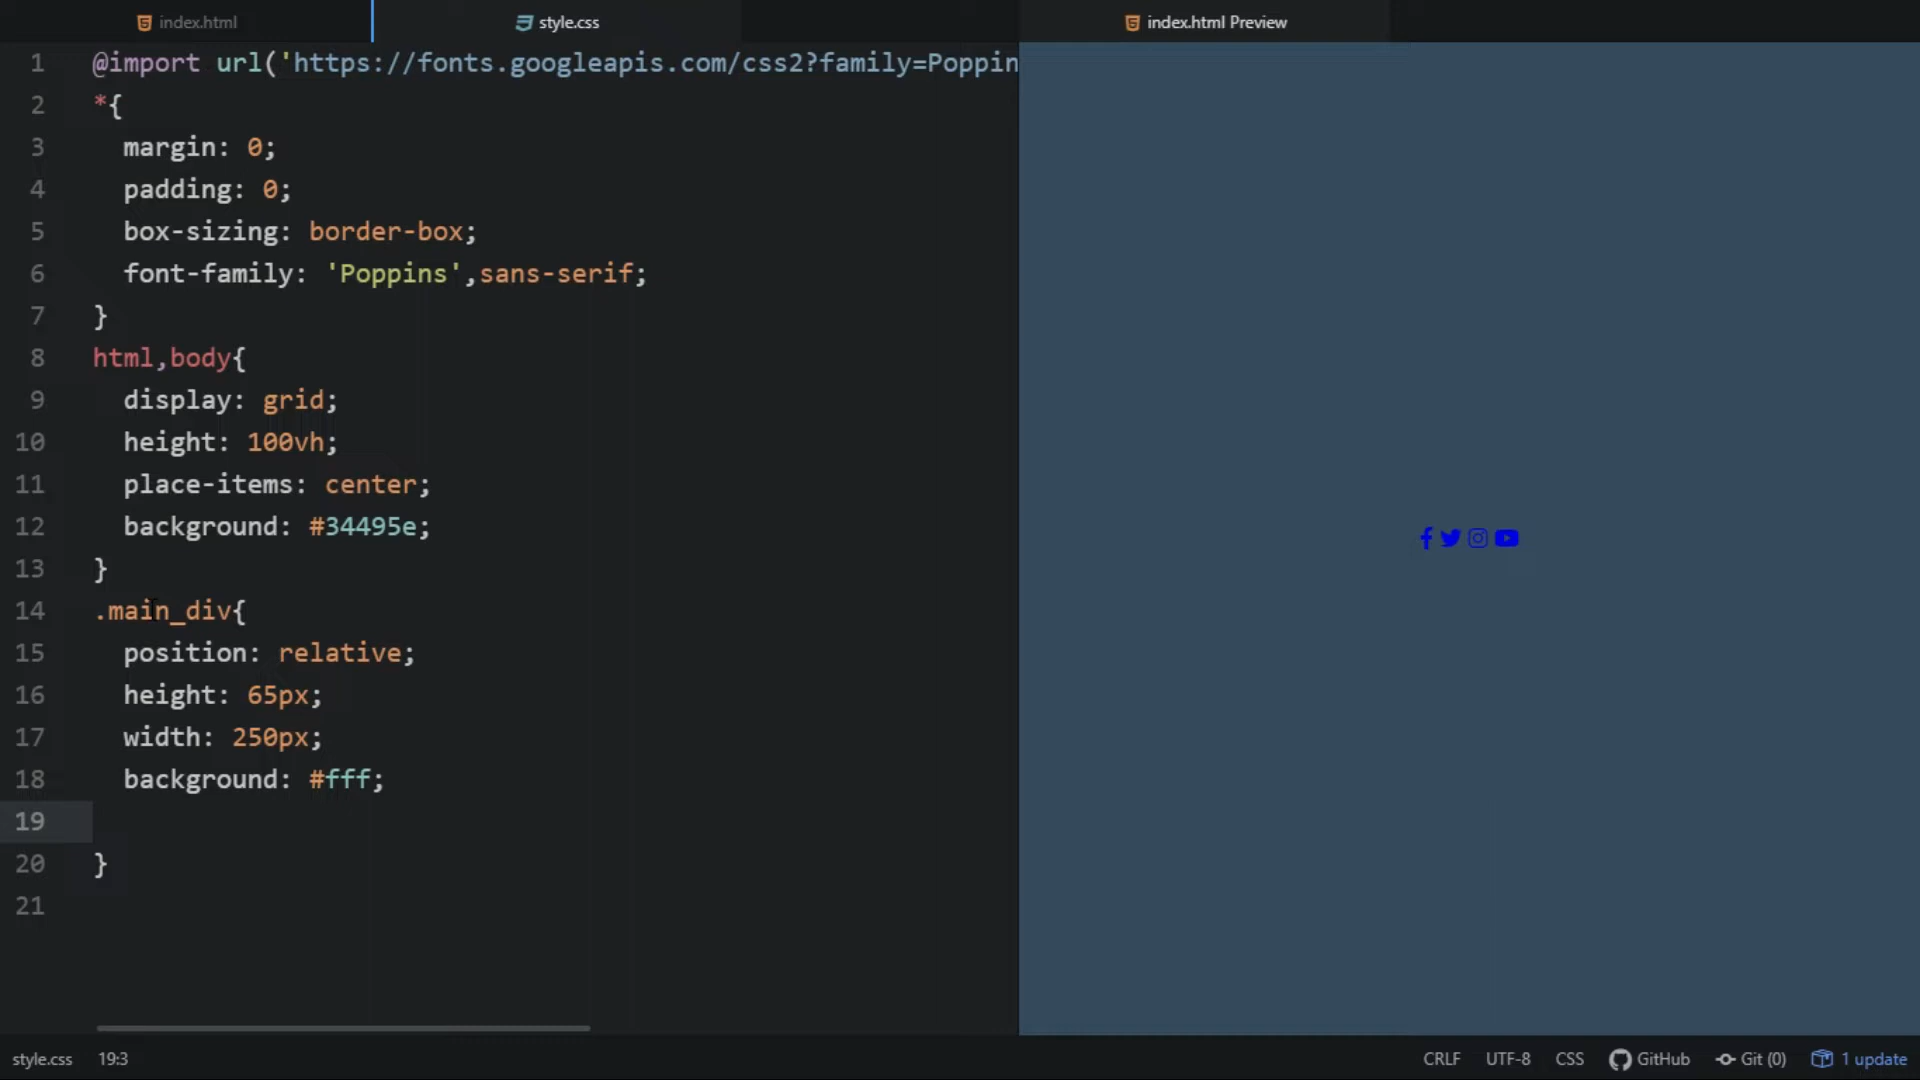 index.html
style.css
index.html Preview
1 @import url('https://fonts.googleapis.com/css2?family=Poppin
2 *{
3 margin: 0;
4 padding: 0;
5 box-sizing: border-box;
6 font-family: 'Poppins',sans-serif;
7 }
8 html,body{
9 display: grid;
10 height: 100vh;
11 place-items: center;
12 background: #34495e;
13 }
14 .main_div{
15 position: relative;
16 height: 65px;
17 width: 250px;
18 background: #fff;
19
20 }
21
style.css 19:3 CRLF UTF-8 CSS GitHub Git (0) 1 update